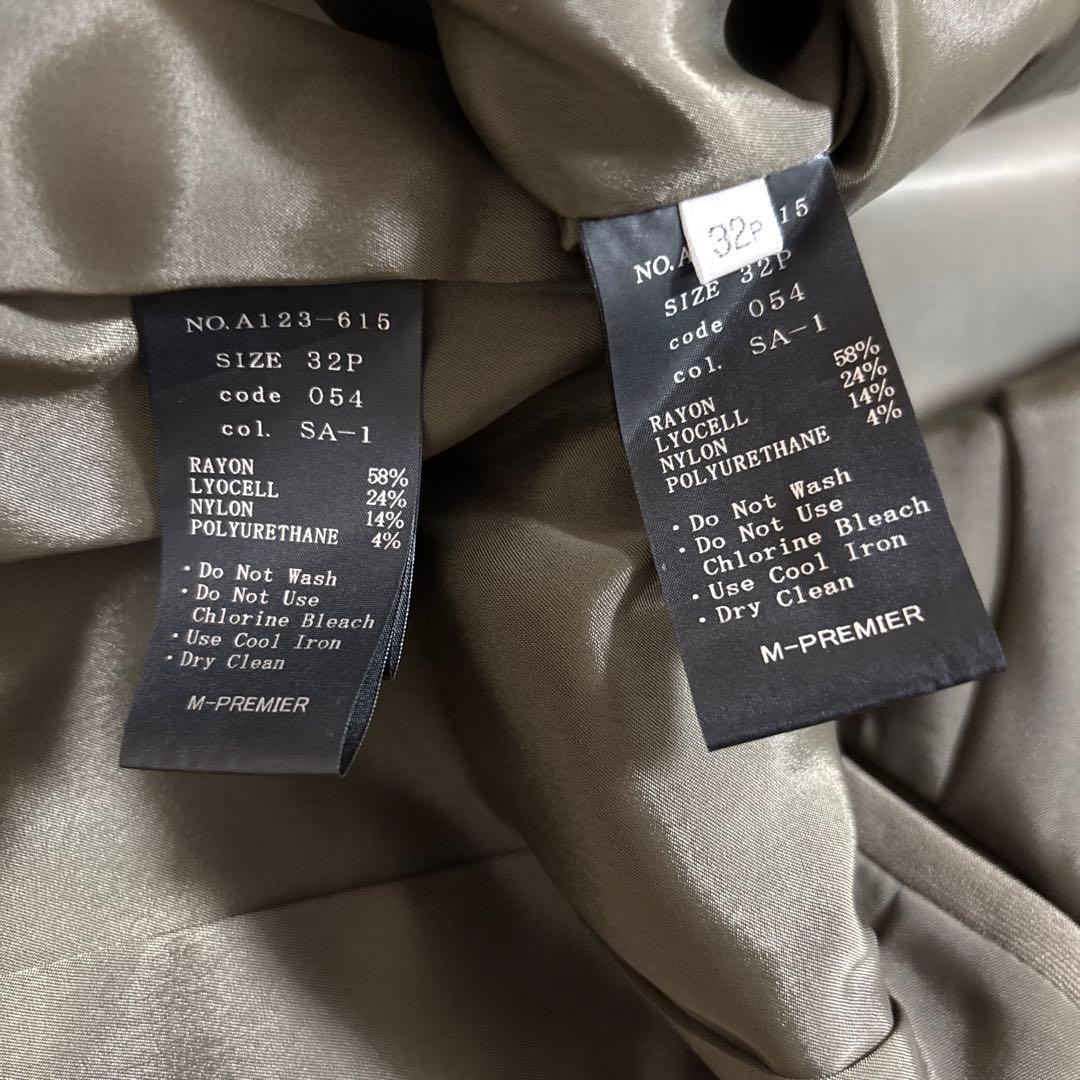 NO. A123-615
SIZE 32P
code 054
col. SA-1
RAYON 58%
LYOCELL 24%
NYLON 14%
POLYURETHANE 4%
・Do Not Wash
・Do Not Use
Chlorine Bleach
・Use Cool Iron
・Dry Clean
M-PREMIER
32P
NO. A 15
SIZE 32P
code 054
col. SA-1
RAYON 58%
LYOCELL 24%
NYLON 14%
POLYURETHANE 4%
・Do Not Wash
・Do Not Use
Chlorine Bleach
・Use Cool Iron
・Dry Clean
M-PREMIER